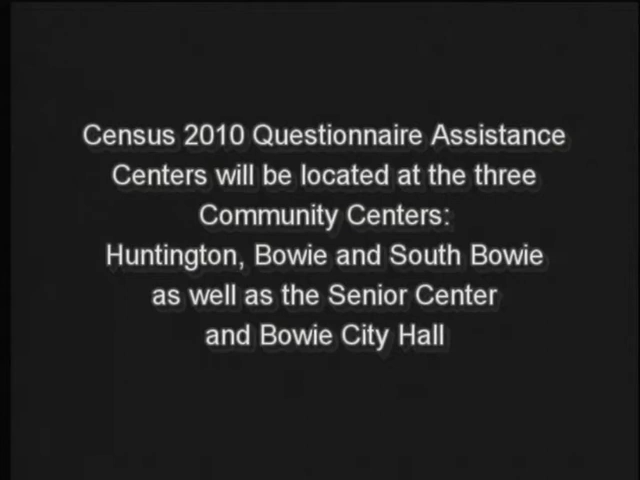 Census 2010 Questionnaire Assistance
Centers will be located at the three
Community Centers:
Huntington, Bowie and South Bowie
as well as the Senior Center
and Bowie City Hall